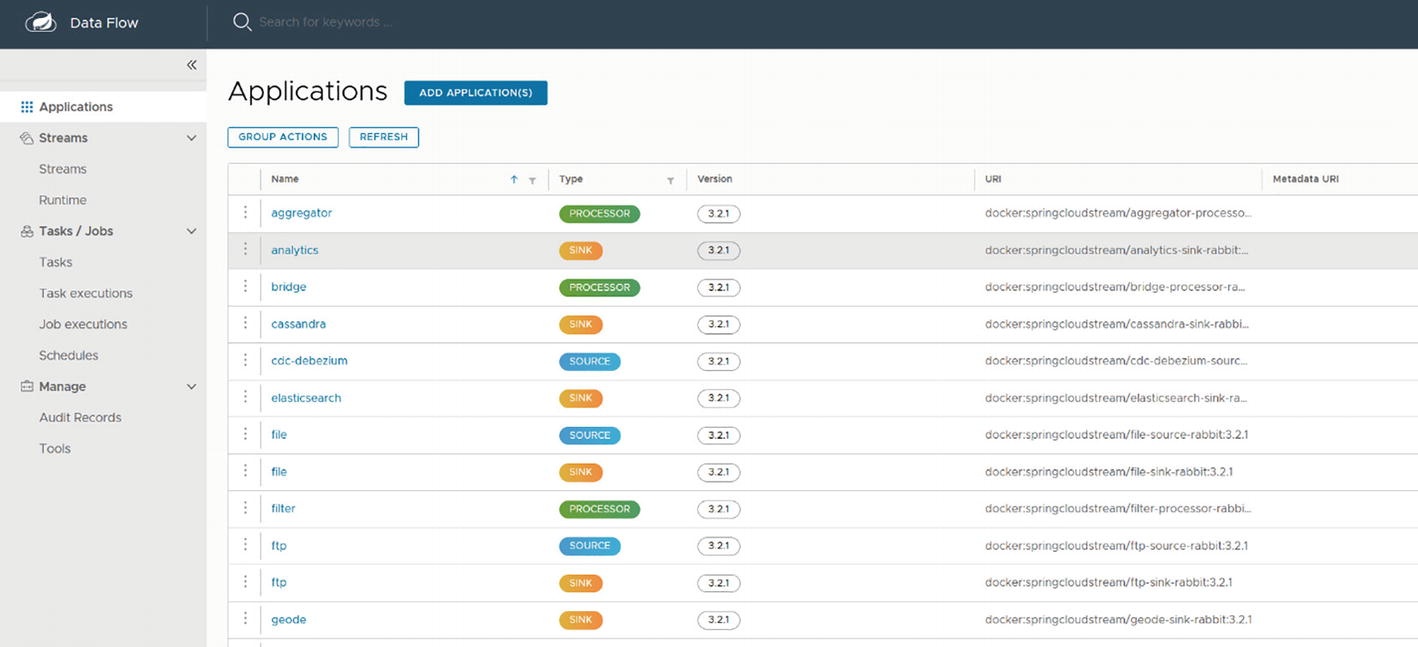 Data Flow
Search for keywords ...
Applications
Streams
Streams
Runtime
Tasks / Jobs
Tasks
Task executions
Job executions
Schedules
Manage
Audit Records
Tools
Applications ADD APPLICATION(S)
GROUP ACTIONS REFRESH
Name Type Version URI Metadata URI
aggregator PROCESSOR 3.2.1 docker:springcloudstream/aggregator-processo...
analytics SINK 3.2.1 docker:springcloudstream/analytics-sink-rabbit:...
bridge PROCESSOR 3.2.1 docker:springcloudstream/bridge-processor-ra...
cassandra SINK 3.2.1 docker:springcloudstream/cassandra-sink-rabbi...
cdc-debezium SOURCE 3.2.1 docker:springcloudstream/cdc-debezium-sourc...
elasticsearch SINK 3.2.1 docker:springcloudstream/elasticsearch-sink-ra...
file SOURCE 3.2.1 docker:springcloudstream/file-source-rabbit:3.2.1
file SINK 3.2.1 docker:springcloudstream/file-sink-rabbit:3.2.1
filter PROCESSOR 3.2.1 docker:springcloudstream/filter-processor-rabbi...
ftp SOURCE 3.2.1 docker:springcloudstream/ftp-source-rabbit:3.2.1
ftp SINK 3.2.1 docker:springcloudstream/ftp-sink-rabbit:3.2.1
geode SINK 3.2.1 docker:springcloudstream/geode-sink-rabbit:3.2.1